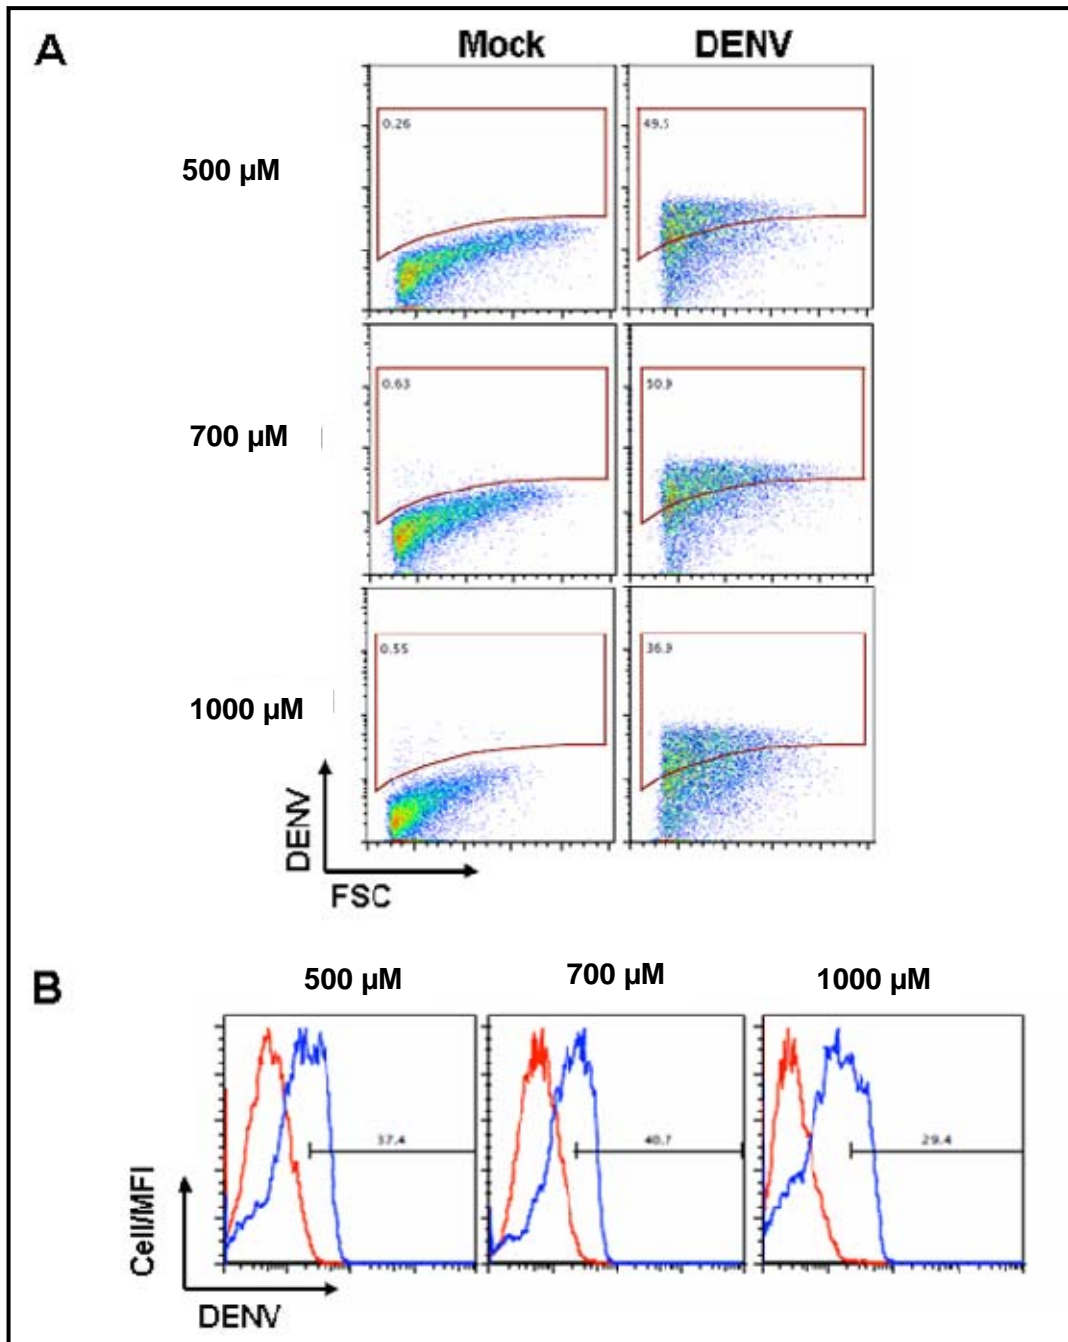 A
Mock DENV
500 µM
0.26
49.5
700 µM
0.63
50.9
1000 µM
0.55
36.9
DENV
FSC
B
500 µM 700 µM 1000 µM
37.4
40.7
29.4
Cell/MFI
DENV